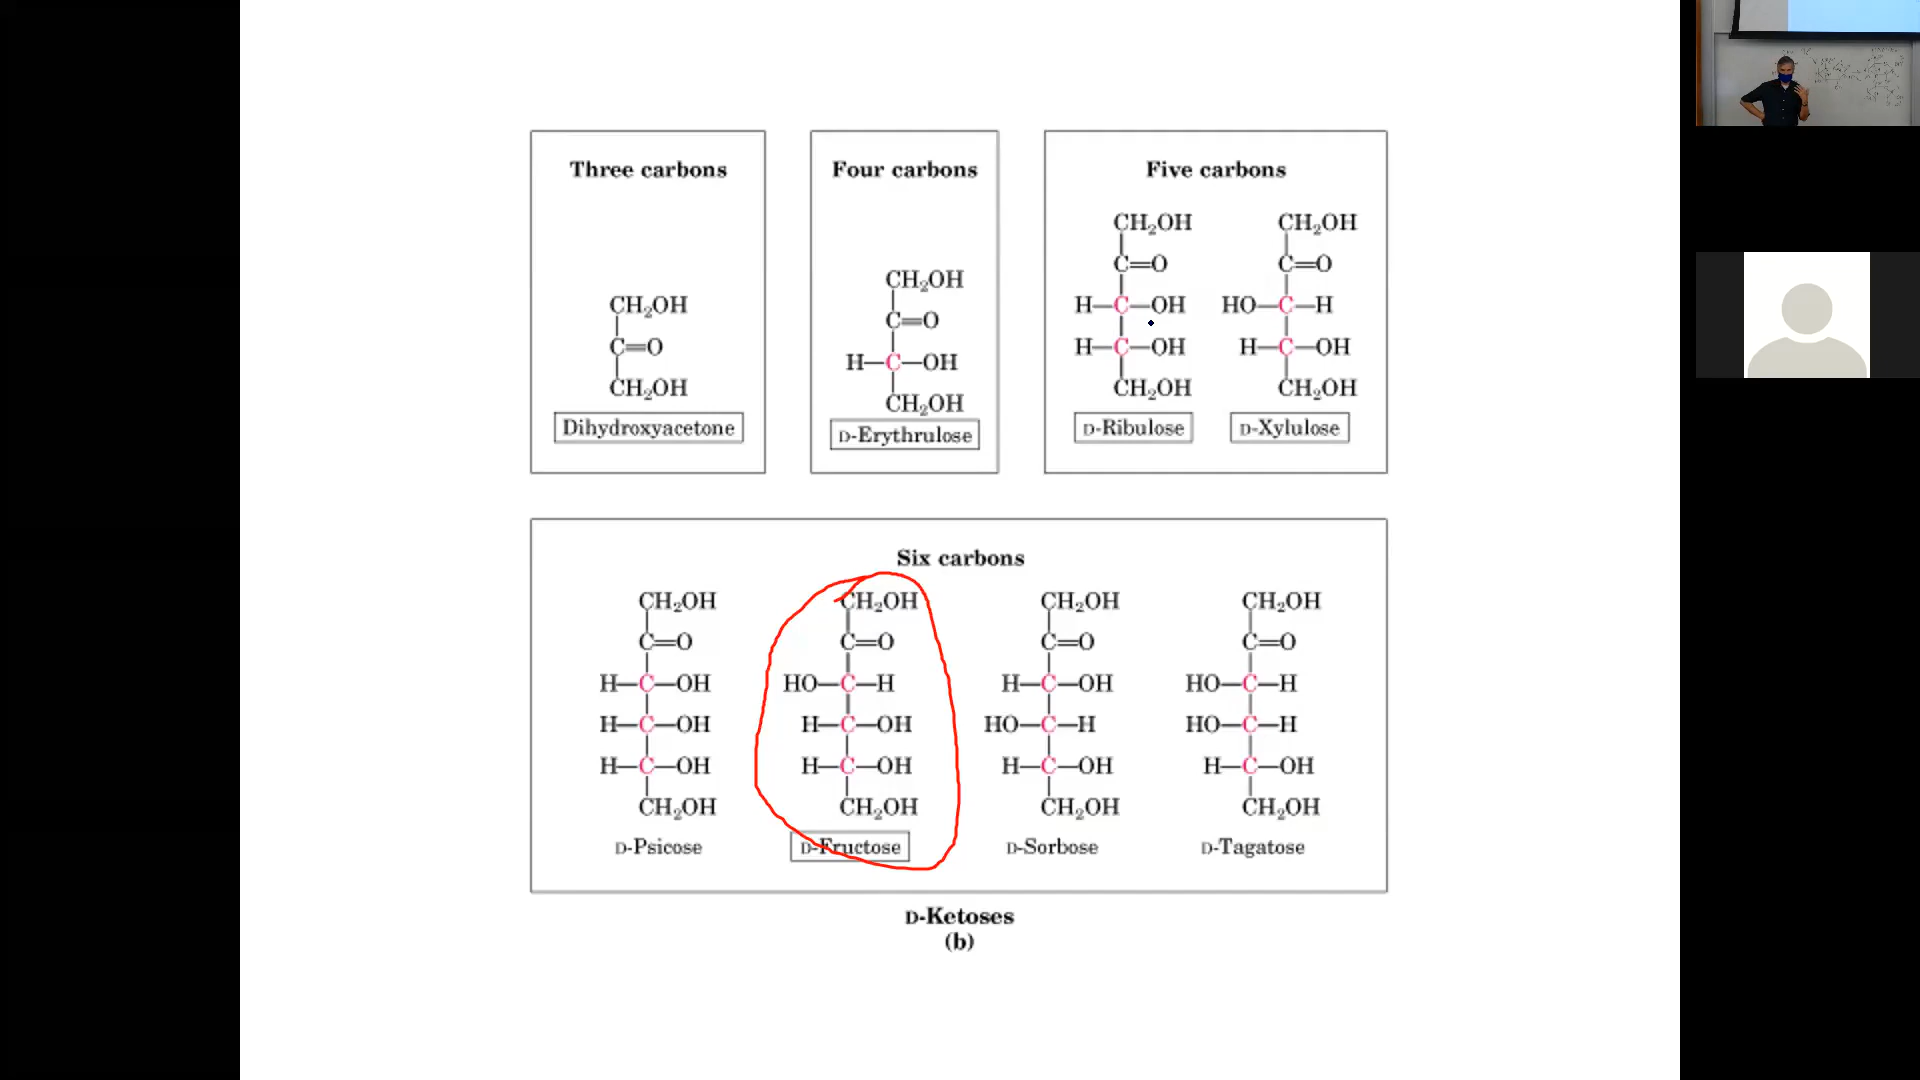 Three carbons
CH₂OH
C=O
CH₂OH
Dihydroxyacetone
Four carbons
CH₂OH
C=O
H—C—OH
CH₂OH
D-Erythrulose
Five carbons
CH₂OH
C=O
H—C—OH
H—C—OH
CH₂OH
D-Ribulose
CH₂OH
C=O
HO—C—H
H—C—OH
CH₂OH
D-Xylulose
Six carbons
CH₂OH
C=O
H—C—OH
H—C—OH
H—C—OH
CH₂OH
D-Psicose
CH₂OH
C=O
HO—C—H
H—C—OH
H—C—OH
CH₂OH
D-Fructose
CH₂OH
C=O
H—C—OH
HO—C—H
H—C—OH
CH₂OH
D-Sorbose
CH₂OH
C=O
HO—C—H
HO—C—H
H—C—OH
CH₂OH
D-Tagatose
D-Ketoses
(b)